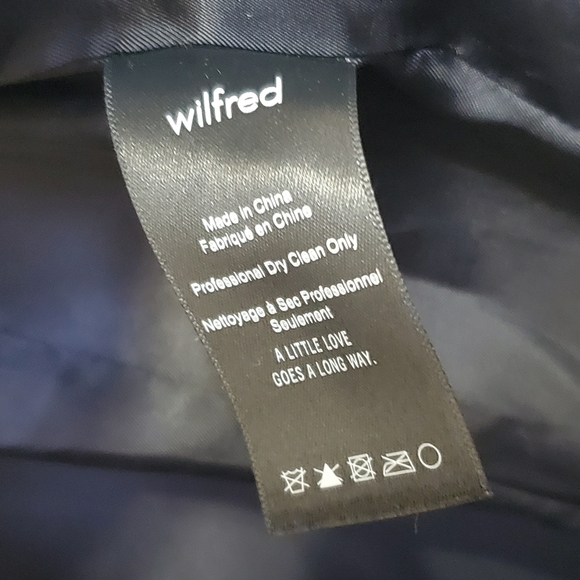 wilfred
Made in China
Fabriqué en Chine
Professional Dry Clean Only
Nettoyage à Sec Professionnel
Seulement
A LITTLE LOVE
GOES A LONG WAY.